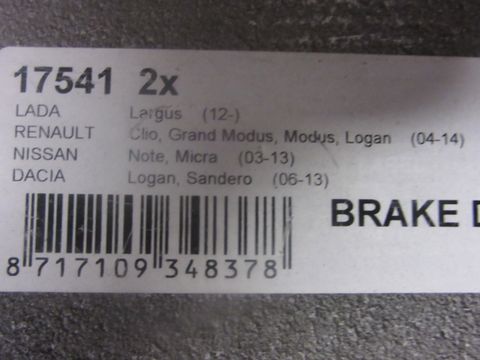 17541 2x
LADA Largus (12-)
RENAULT Clio, Grand Modus, Modus, Logan (04-14)
NISSAN Note, Micra (03-13)
DACIA Logan, Sandero (06-13)
BRAKE D
8 717109 348378